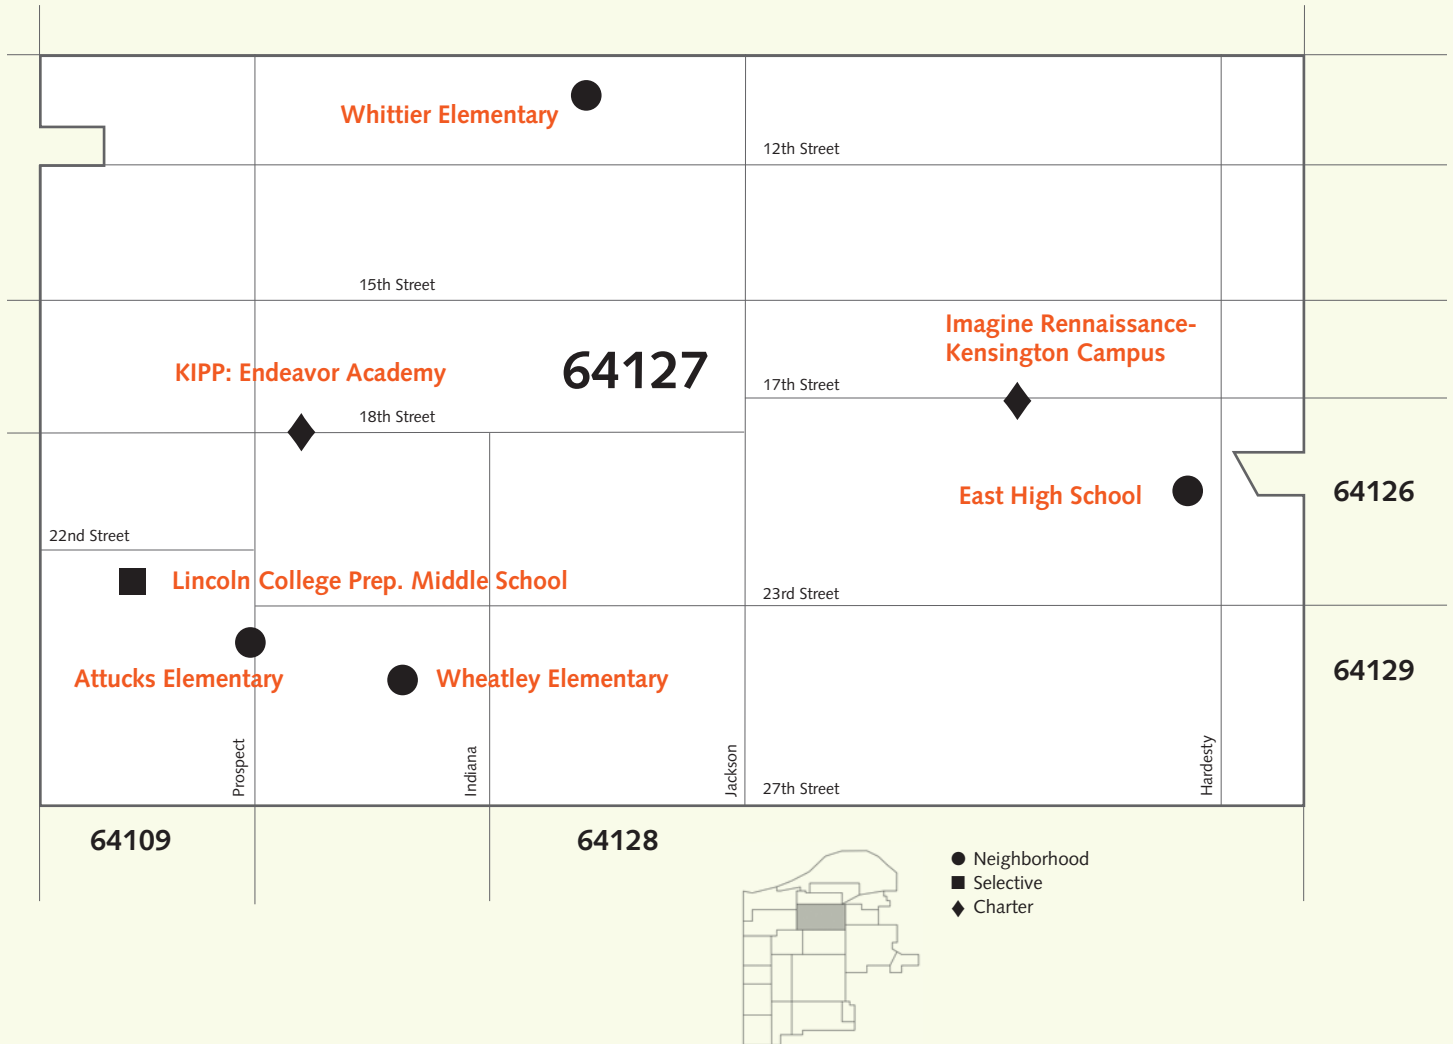 Whittier Elementary
12th Street
15th Street
Imagine Rennaissance-
Kensington Campus
KIPP: Endeavor Academy
64127
17th Street
18th Street
East High School
64126
22nd Street
Lincoln College Prep. Middle School
23rd Street
Attucks Elementary
Wheatley Elementary
64129
Prospect
Indiana
Jackson
Hardesty
27th Street
64109
64128
Neighborhood
Selective
Charter